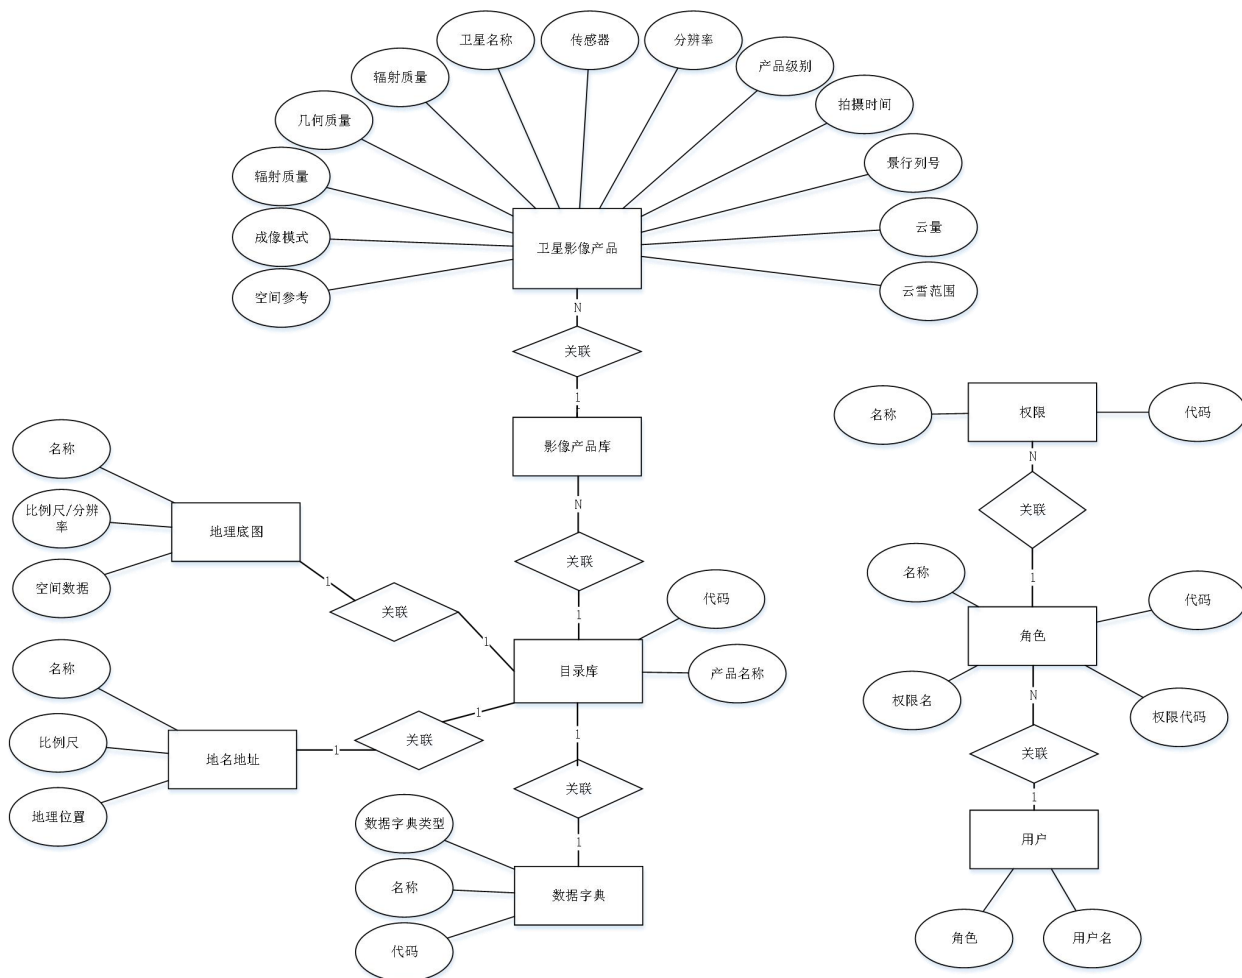 卫星名称
传感器
分辨率
产品级别
辐射质量
拍摄时间
几何质量
景行列号
辐射质量
云量
成像模式
卫星影像产品
云雪范围
空间参考
N
关联
1
影像产品库
N
关联
1
名称
比例尺/分辨
率
空间数据
地理底图
1
关联
1
代码
产品名称
目录库
名称
比例尺
地理位置
地名地址
1
关联
1
1
关联
1
数据字典类型
名称
代码
数据字典
名称
权限
代码
N
关联
1
名称
代码
角色
权限名
权限代码
N
关联
1
用户
角色
用户名